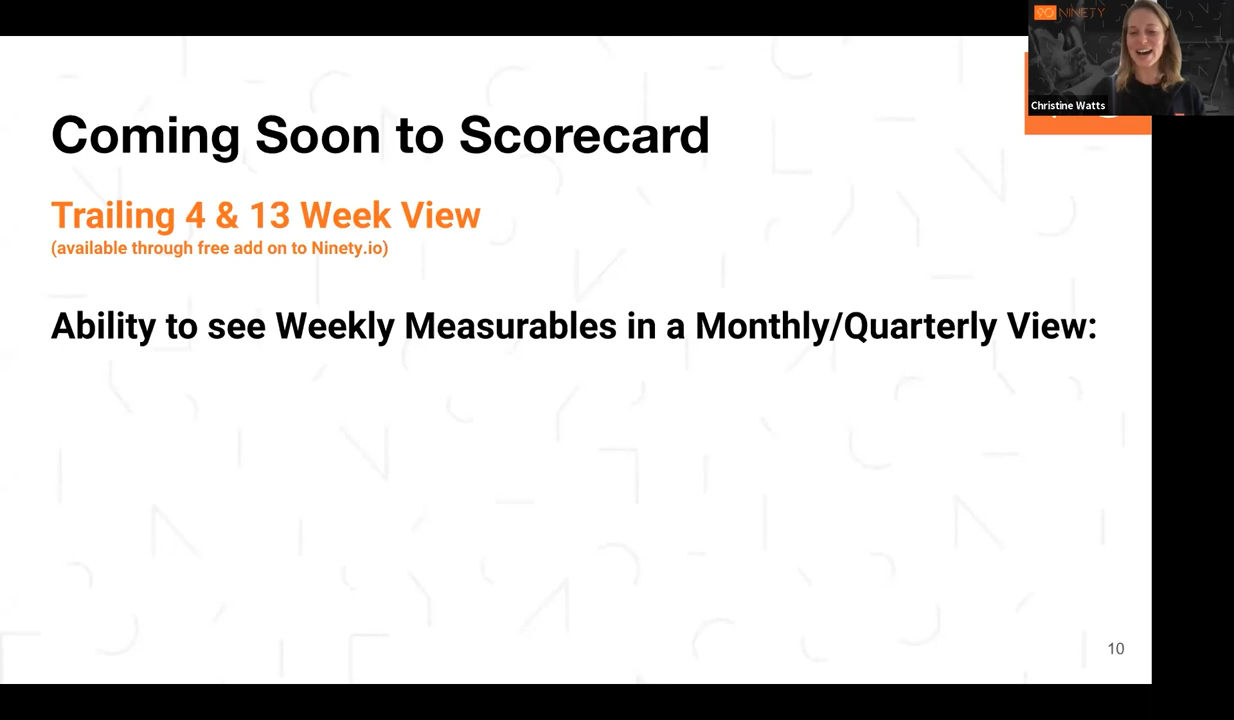 90 NINETY
Christine Watts
Coming Soon to Scorecard
Trailing 4 & 13 Week View
(available through free add on to Ninety.io)
Ability to see Weekly Measurables in a Monthly/Quarterly View:
10